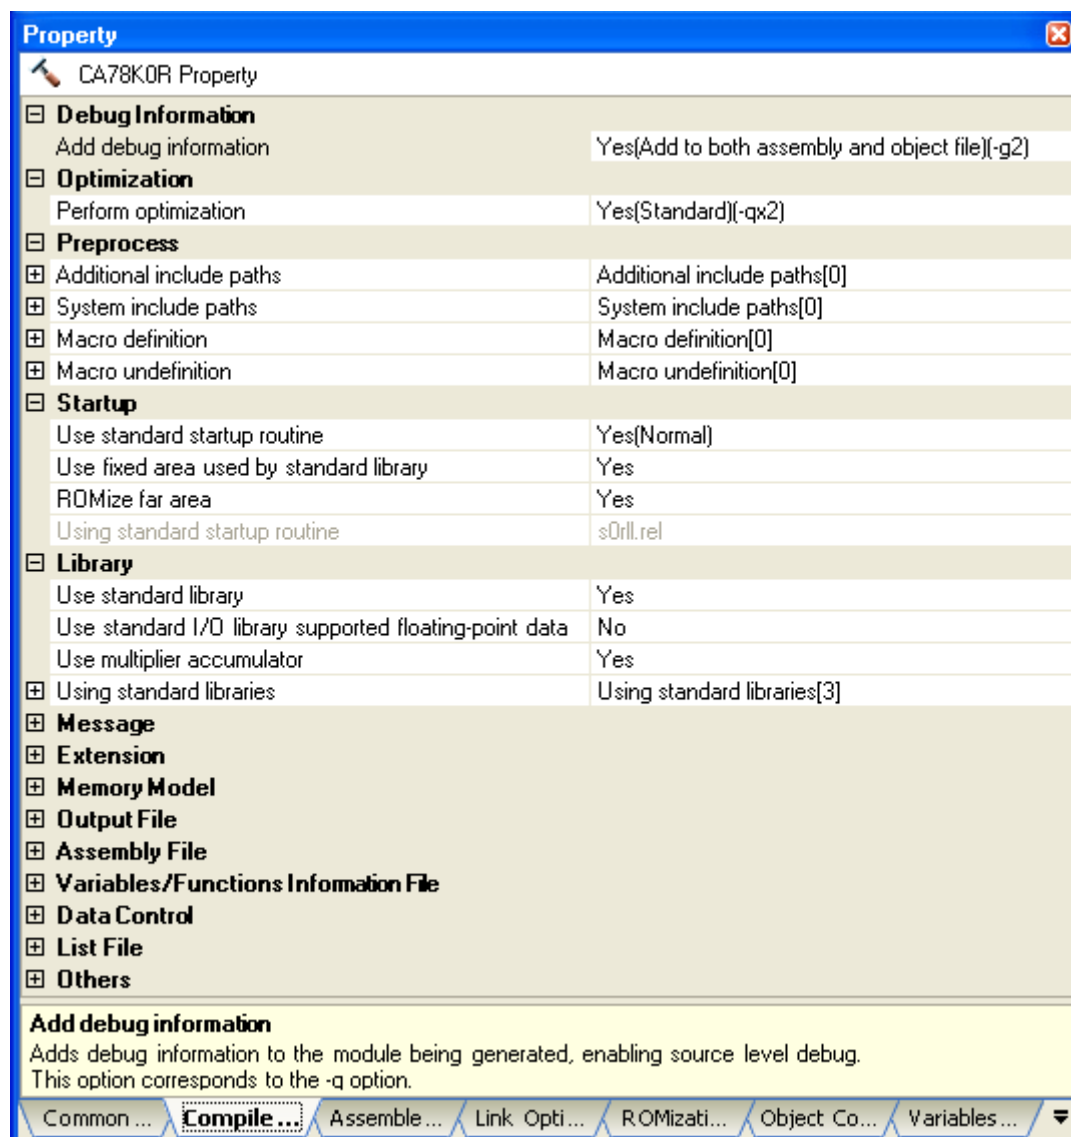 Property
CA78K0R Property
Debug Information
Add debug information Yes(Add to both assembly and object file)(-g2)
Optimization
Perform optimization Yes(Standard)(-qx2)
Preprocess
Additional include paths Additional include paths[0]
System include paths System include paths[0]
Macro definition Macro definition[0]
Macro undefinition Macro undefinition[0]
Startup
Use standard startup routine Yes(Normal)
Use fixed area used by standard library Yes
ROMize far area Yes
Using standard startup routine s0rll.rel
Library
Use standard library Yes
Use standard I/O library supported floating-point data No
Use multiplier accumulator Yes
Using standard libraries Using standard libraries[3]
Message
Extension
Memory Model
Output File
Assembly File
Variables/Functions Information File
Data Control
List File
Others
Add debug information
Adds debug information to the module being generated, enabling source level debug.
This option corresponds to the -g option.
Common ... Compile ... Assemble ... Link Opti... ROMizati... Object Co... Variables...